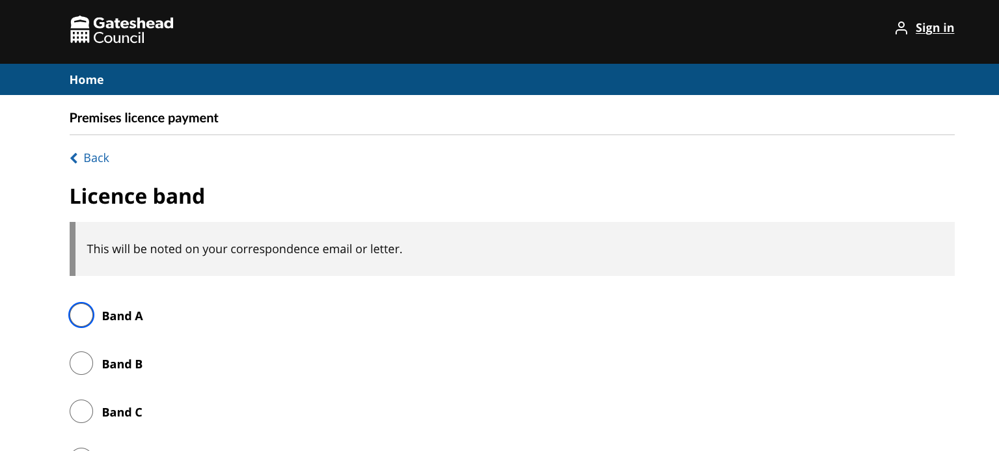 Gateshead
Council
Sign in
Home
Premises licence payment
Back
Licence band
This will be noted on your correspondence email or letter.
Band A
Band B
Band C